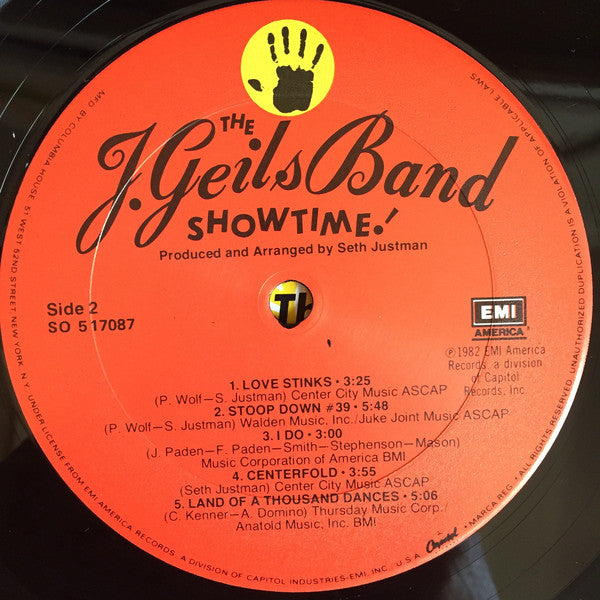 THE
J. Geils Band
SHOWTIME!
Produced and Arranged by Seth Justman
Side 2
SO 517087
TH
EMI
AMERICA
℗ 1982 EMI America
Records, a division
of Capitol
Records, Inc.
1. LOVE STINKS • 3:25
(P. Wolf—S. Justman) Center City Music ASCAP
2. STOOP DOWN #39 • 5:48
(P. Wolf—S. Justman) Walden Music, Inc./Juke Joint Music ASCAP
3. I DO • 3:00
(J. Paden—F. Paden—Smith—Stephenson—Mason)
Music Corporation of America BMI
4. CENTERFOLD • 3:55
(Seth Justman) Center City Music ASCAP
5. LAND OF A THOUSAND DANCES • 5:06
(C. Kenner—A. Domino) Thursday Music Corp./
Anatold Music, Inc. BMI
MFD BY COLUMBIA HOUSE 51 WEST 52ND STREET, NEW YORK, N.Y. UNDER LICENSE FROM EMI AMERICA RECORDS, A DIVISION OF CAPITOL INDUSTRIES-EMI, INC. U.S.A. Capitol • MARCA REG. • ALL RIGHTS RESERVED. UNAUTHORIZED DUPLICATION IS A VIOLATION OF APPLICABLE LAWS